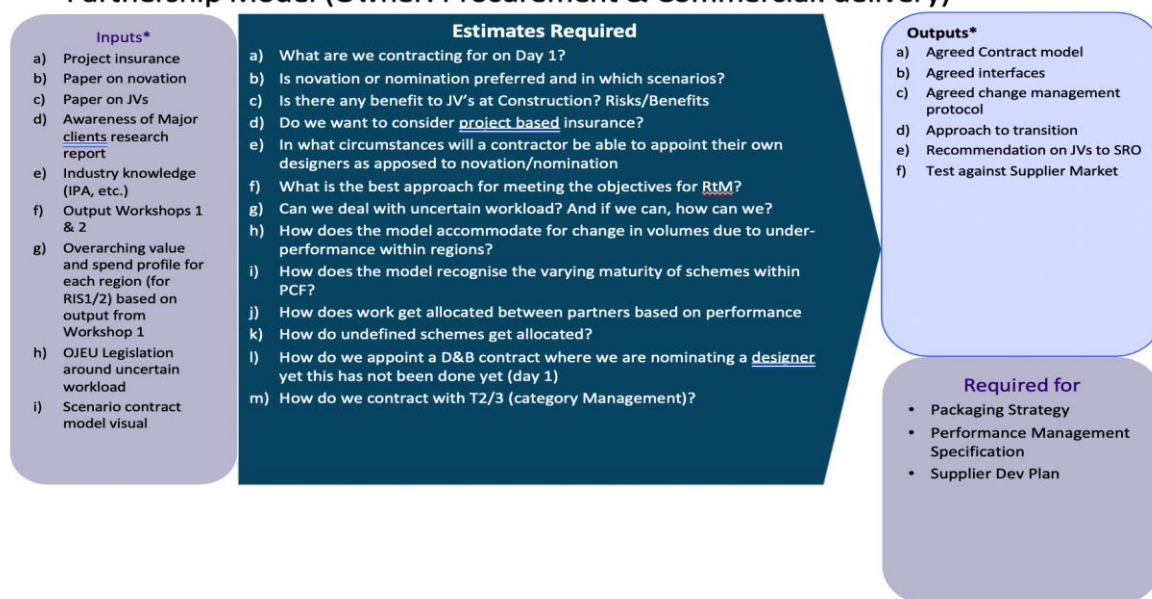 Partnership Model (Owner: Procurement & Commercial: delivery)
Inputs*
a) Project insurance
b) Paper on novation
c) Paper on JVs
d) Awareness of Major
clients research
report
e) Industry knowledge
(IPA, etc.)
f) Output Workshops 1
& 2
g) Overarching value
and spend profile for
each region (for
RIS1/2) based on
output from
Workshop 1
h) OJEU Legislation
around uncertain
workload
i) Scenario contract
model visual
Estimates Required
a) What are we contracting for on Day 1?
b) Is novation or nomination preferred and in which scenarios?
c) Is there any benefit to JV's at Construction? Risks/Benefits
d) Do we want to consider project based insurance?
e) In what circumstances will a contractor be able to appoint their own
designers as apposed to novation/nomination
f) What is the best approach for meeting the objectives for RtM?
g) Can we deal with uncertain workload? And if we can, how can we?
h) How does the model accommodate for change in volumes due to under-
performance within regions?
i) How does the model recognise the varying maturity of schemes within
PCF?
j) How does work get allocated between partners based on performance
k) How do undefined schemes get allocated?
l) How do we appoint a D&B contract where we are nominating a designer
yet this has not been done yet (day 1)
m) How do we contract with T2/3 (category Management)?
Outputs*
a) Agreed Contract model
b) Agreed interfaces
c) Agreed change management
protocol
d) Approach to transition
e) Recommendation on JVs to SRO
f) Test against Supplier Market
Required for
• Packaging Strategy
• Performance Management
Specification
• Supplier Dev Plan